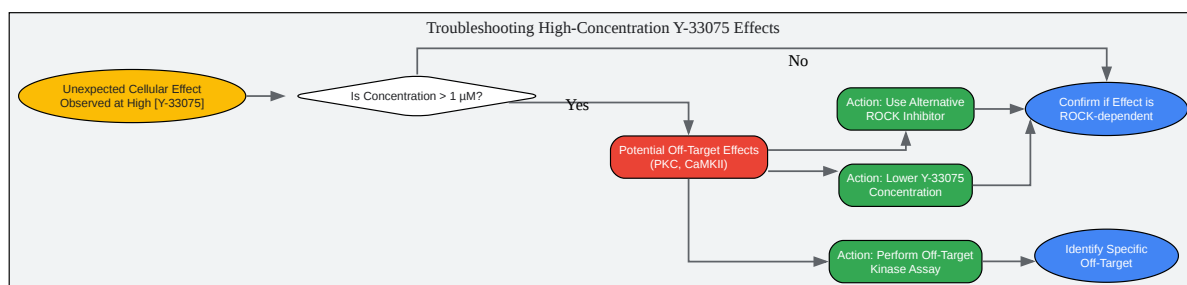 Troubleshooting High-Concentration Y-33075 Effects
No
Unexpected Cellular Effect
Observed at High [Y-33075]
Is Concentration > 1 µM?
Yes
Action: Use Alternative
ROCK Inhibitor
Confirm if Effect is
ROCK-dependent
Potential Off-Target Effects
(PKC, CaMKII)
Action: Lower Y-33075
Concentration
Action: Perform Off-Target
Kinase Assay
Identify Specific
Off-Target